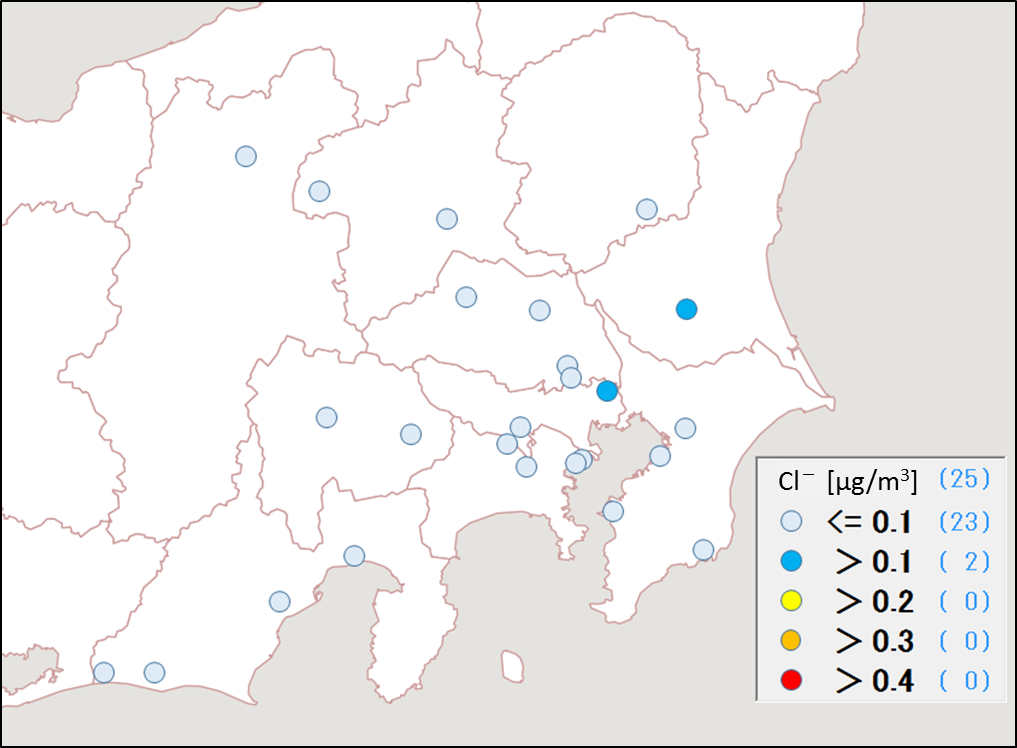 Cl⁻ [μg/m³] (25)
<= 0.1 (23)
> 0.1 ( 2)
> 0.2 ( 0)
> 0.3 ( 0)
> 0.4 ( 0)